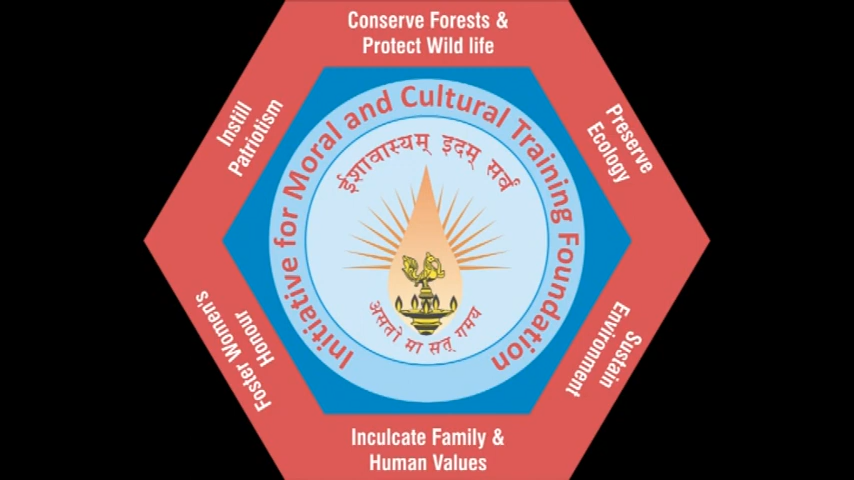 Conserve Forests &
Protect Wild life
Preserve
Ecology
Sustain
Environment
Inculcate Family &
Human Values
Foster Women's
Honour
Instill
Patriotism
Initiative for Moral and Cultural Training Foundation
ईशावास्यम् इदम् सर्वं
असतो मा सत् गमय